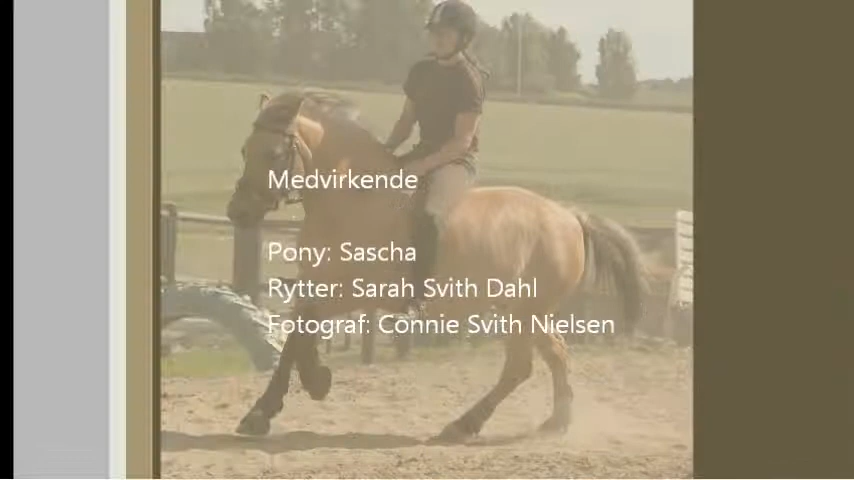 Medvirkende
Pony: Sascha
Rytter: Sarah Svith Dahl
Fotograf: Connie Svith Nielsen